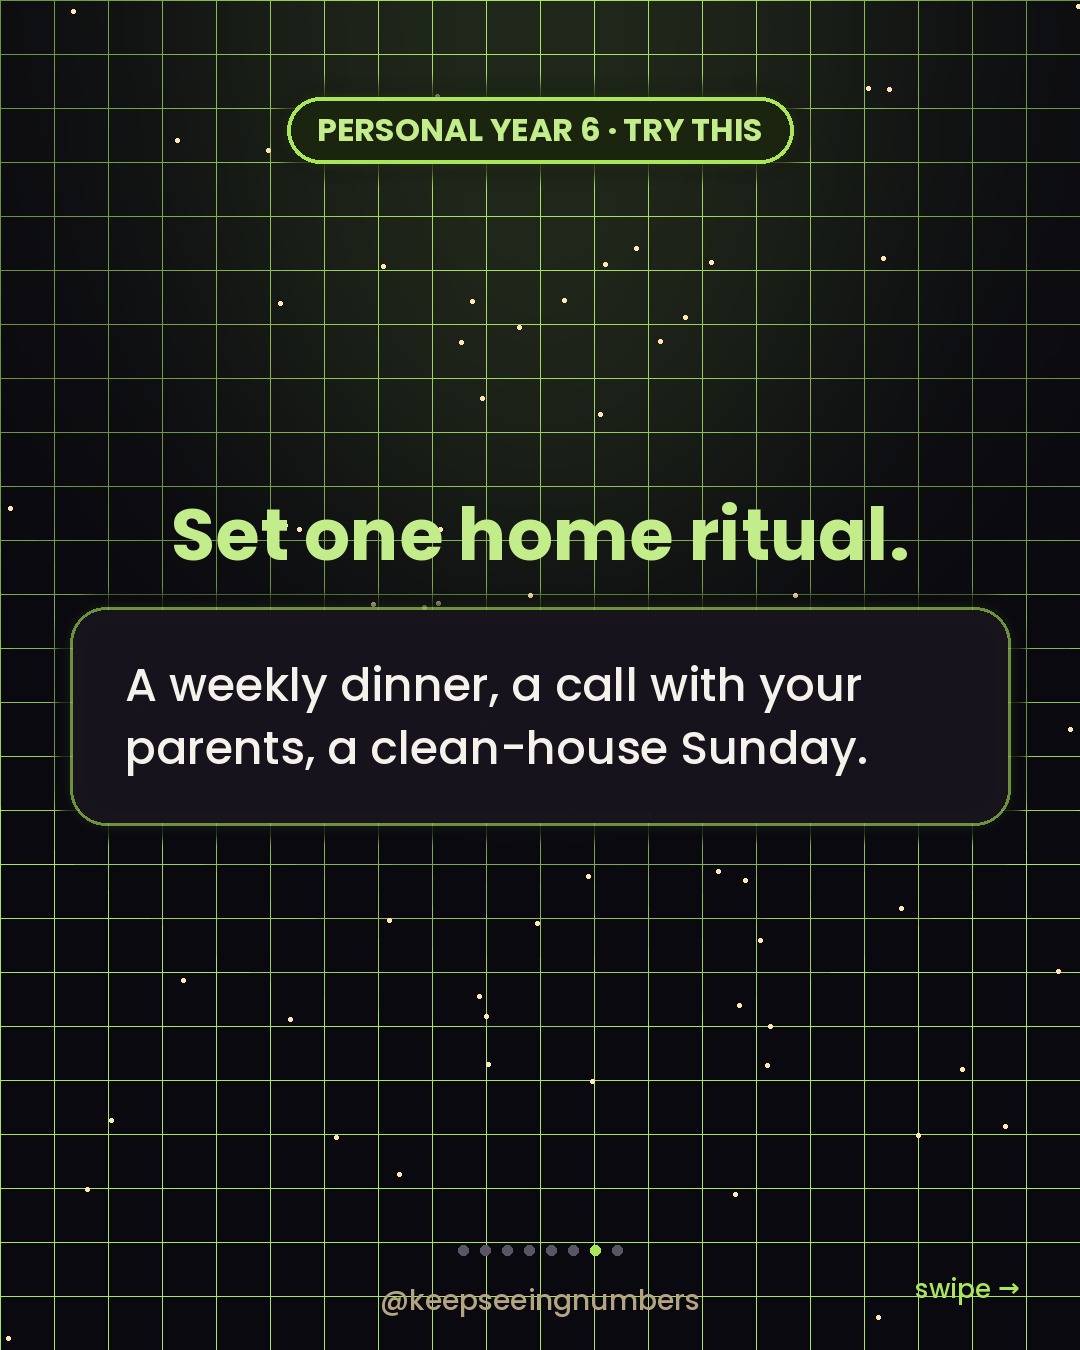 PERSONAL YEAR 6 · TRY THIS
Set one home ritual.
A weekly dinner, a call with your
parents, a clean-house Sunday.
@keepseeingnumbers
swipe →